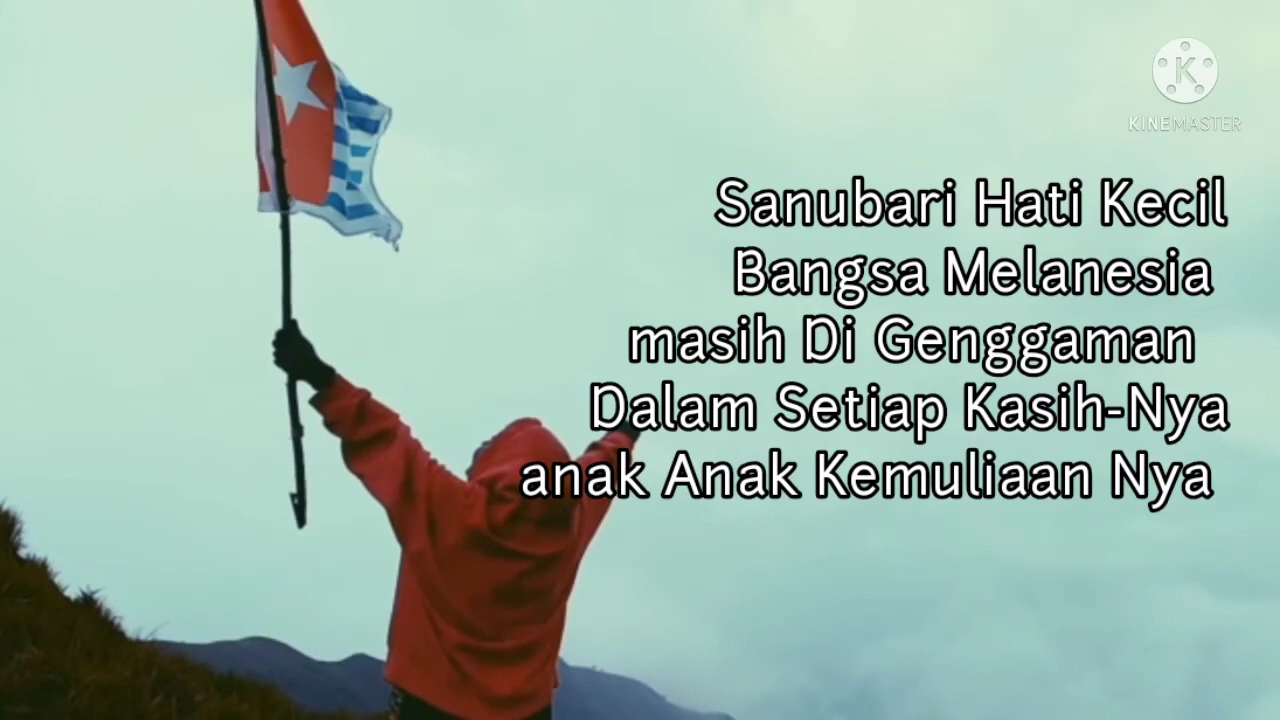 KINEMASTER
Sanubari Hati Kecil
Bangsa Melanesia
masih Di Genggaman
Dalam Setiap Kasih-Nya
anak Anak Kemuliaan Nya